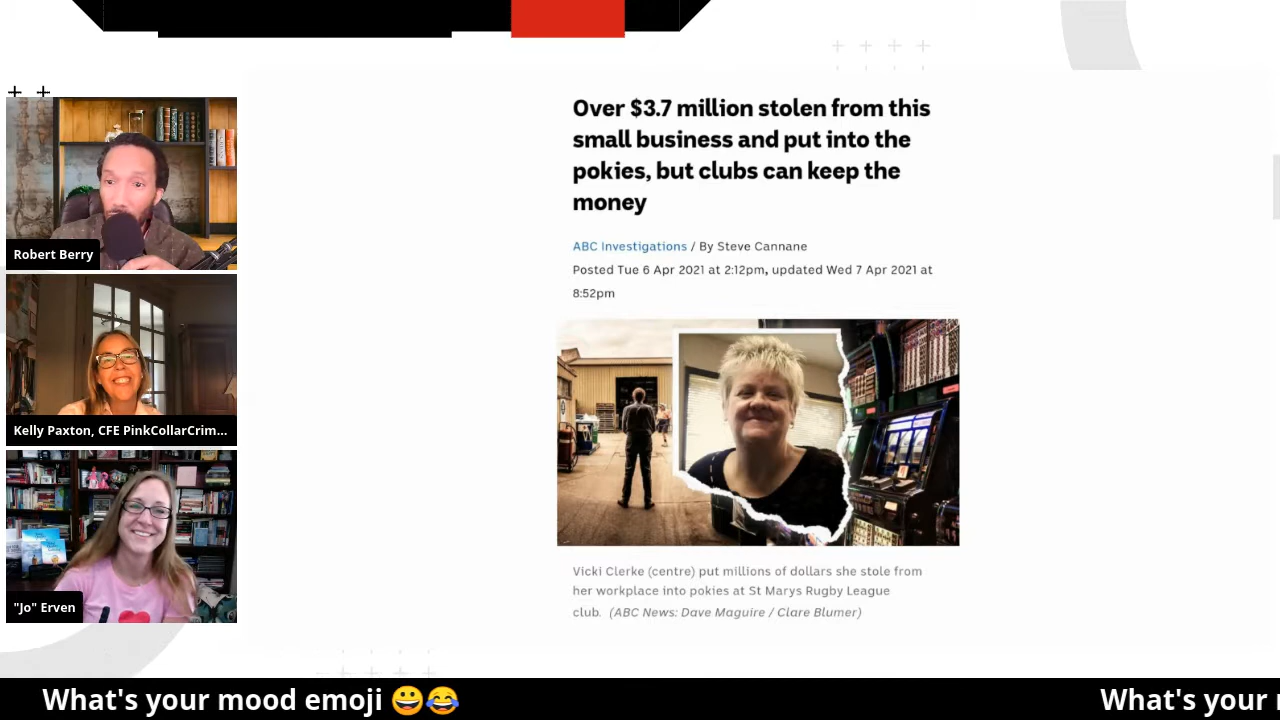 Over $3.7 million stolen from this
small business and put into the
pokies, but clubs can keep the
money
ABC Investigations / By Steve Cannane
Posted Tue 6 Apr 2021 at 2:12pm, updated Wed 7 Apr 2021 at
8:52pm
Vicki Clerke (centre) put millions of dollars she stole from
her workplace into pokies at St Marys Rugby League
club. (ABC News: Dave Maguire / Clare Blumer)
Robert Berry
Kelly Paxton, CFE PinkCollarCrim...
"Jo" Erven
What's your mood emoji 😀😂
What's your